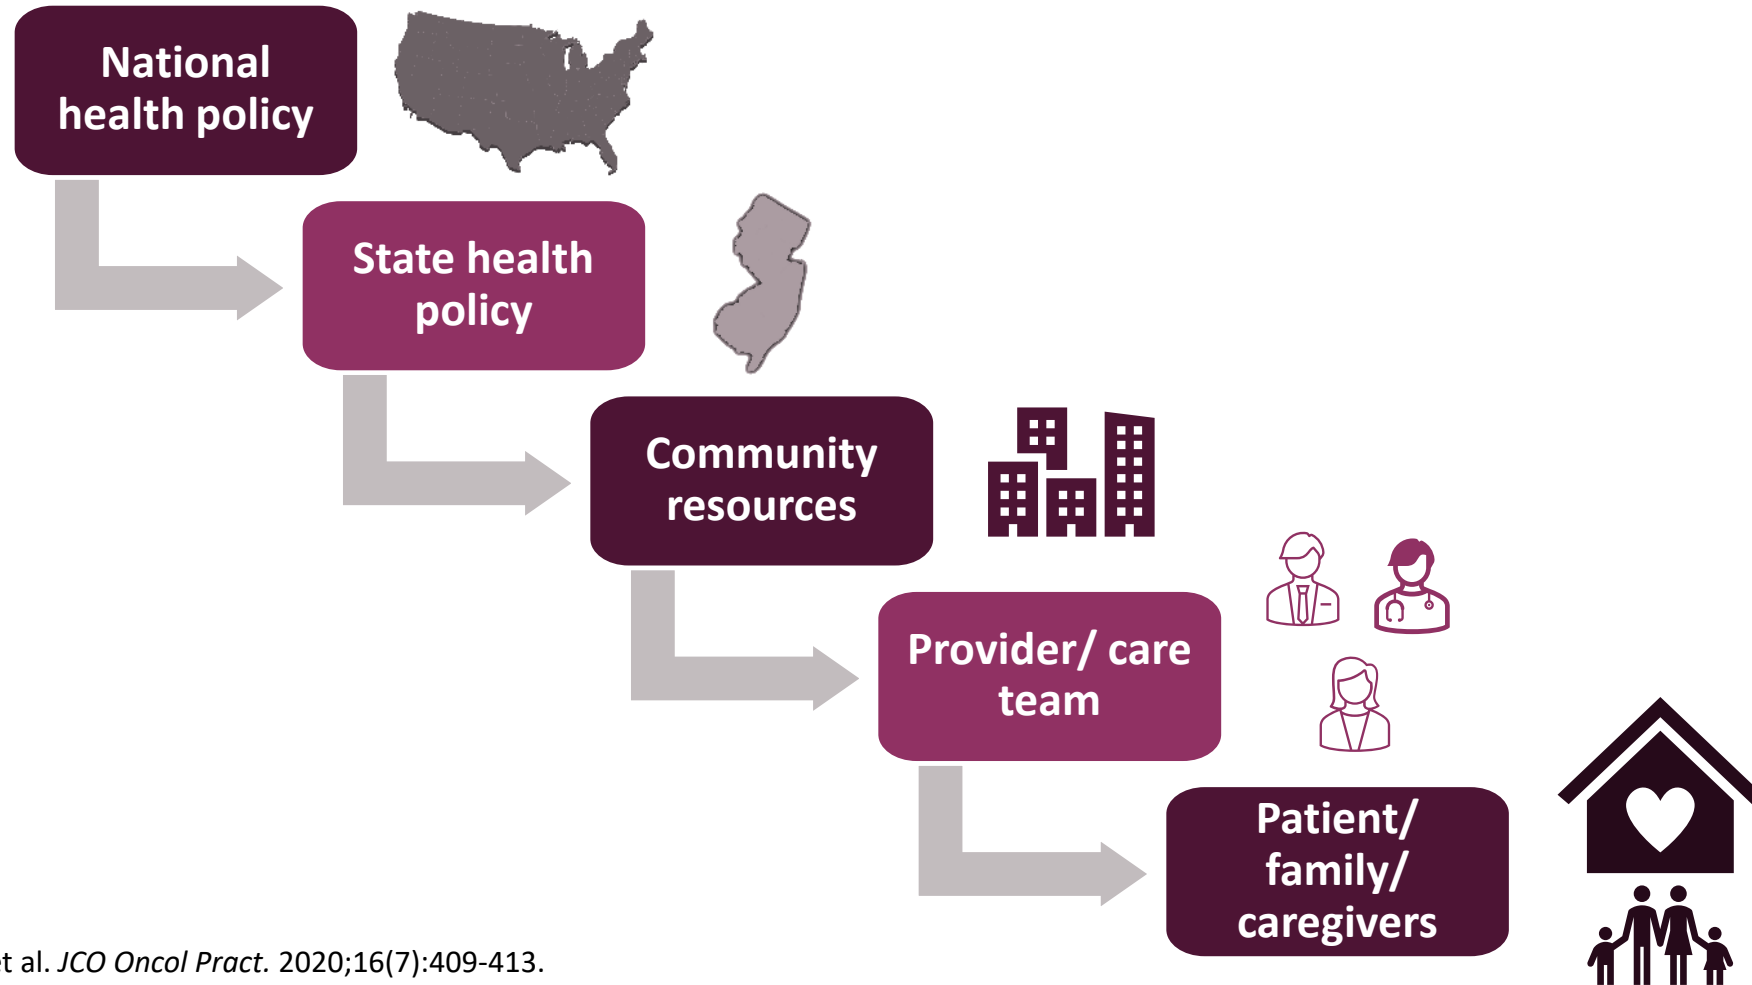 National
health policy
State health
policy
Community
resources
Provider/ care
team
Patient/
family/
caregivers
et al. JCO Oncol Pract. 2020;16(7):409-413.